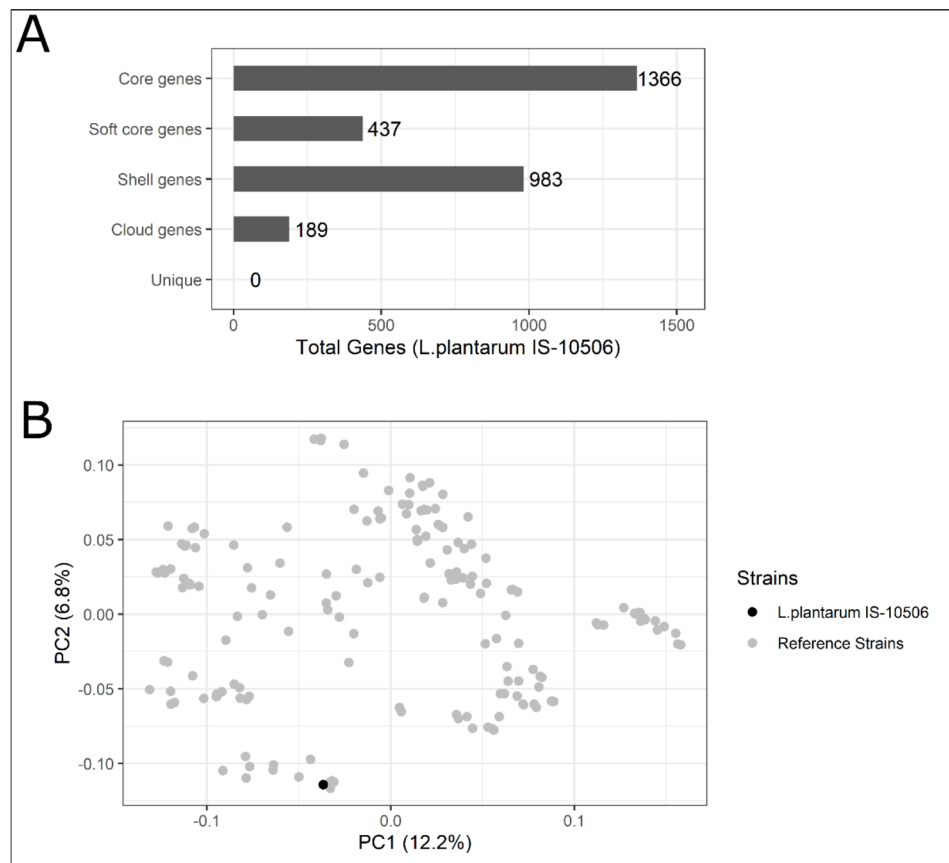 A
Core genes 1366
Soft core genes 437
Shell genes 983
Cloud genes 189
Unique 0
0 500 1000 1500
Total Genes (L.plantarum IS-10506)
B
PC2 (6.8%)
0.10
0.05
0.00
-0.05
-0.10
-0.1 0.0 0.1
PC1 (12.2%)
Strains
L.plantarum IS-10506
Reference Strains